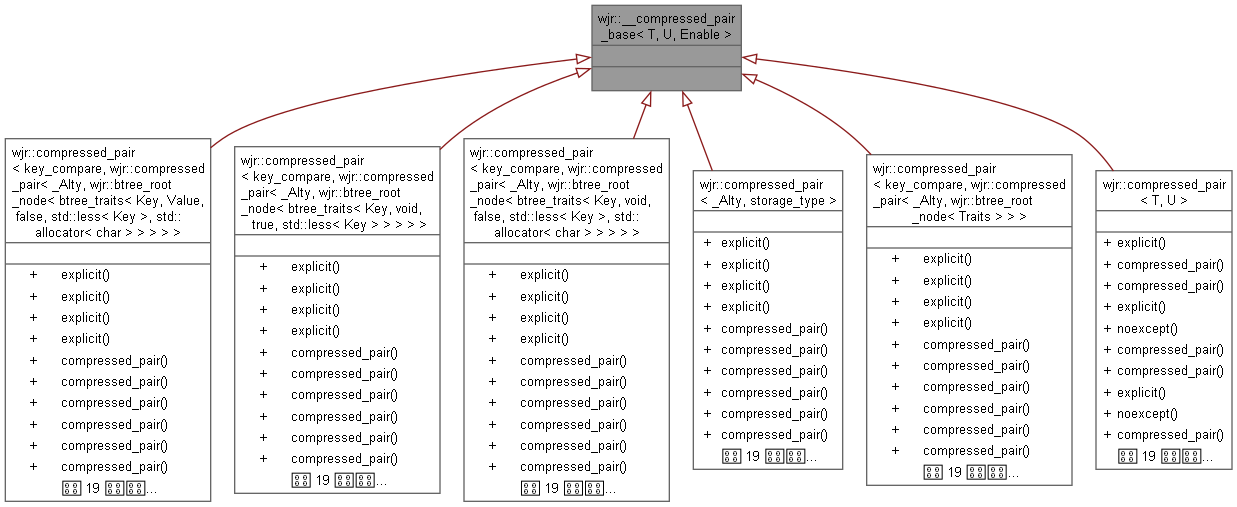 wjr::__compressed_pair
_base< T, U, Enable >
wjr::compressed_pair
< key_compare, wjr::compressed
_pair< _Alty, wjr::btree_root
_node< btree_traits< Key, Value,
false, std::less< Key >, std::
allocator< char > > > > >
+ explicit()
+ explicit()
+ explicit()
+ explicit()
+ compressed_pair()
+ compressed_pair()
+ compressed_pair()
+ compressed_pair()
+ compressed_pair()
+ compressed_pair()
19 ...
wjr::compressed_pair
< key_compare, wjr::compressed
_pair< _Alty, wjr::btree_root
_node< btree_traits< Key, void,
true, std::less< Key > > > > >
+ explicit()
+ explicit()
+ explicit()
+ explicit()
+ compressed_pair()
+ compressed_pair()
+ compressed_pair()
+ compressed_pair()
+ compressed_pair()
+ compressed_pair()
19 ...
wjr::compressed_pair
< key_compare, wjr::compressed
_pair< _Alty, wjr::btree_root
_node< btree_traits< Key, void,
false, std::less< Key >, std::
allocator< char > > > > >
+ explicit()
+ explicit()
+ explicit()
+ explicit()
+ compressed_pair()
+ compressed_pair()
+ compressed_pair()
+ compressed_pair()
+ compressed_pair()
+ compressed_pair()
19 ...
wjr::compressed_pair
< _Alty, storage_type >
+ explicit()
+ explicit()
+ explicit()
+ explicit()
+ compressed_pair()
+ compressed_pair()
+ compressed_pair()
+ compressed_pair()
+ compressed_pair()
+ compressed_pair()
19 ...
wjr::compressed_pair
< key_compare, wjr::compressed
_pair< _Alty, wjr::btree_root
_node< Traits > > >
+ explicit()
+ explicit()
+ explicit()
+ explicit()
+ compressed_pair()
+ compressed_pair()
+ compressed_pair()
+ compressed_pair()
+ compressed_pair()
+ compressed_pair()
19 ...
wjr::compressed_pair
< T, U >
+ explicit()
+ compressed_pair()
+ compressed_pair()
+ explicit()
+ noexcept()
+ compressed_pair()
+ compressed_pair()
+ explicit()
+ noexcept()
+ compressed_pair()
19 ...